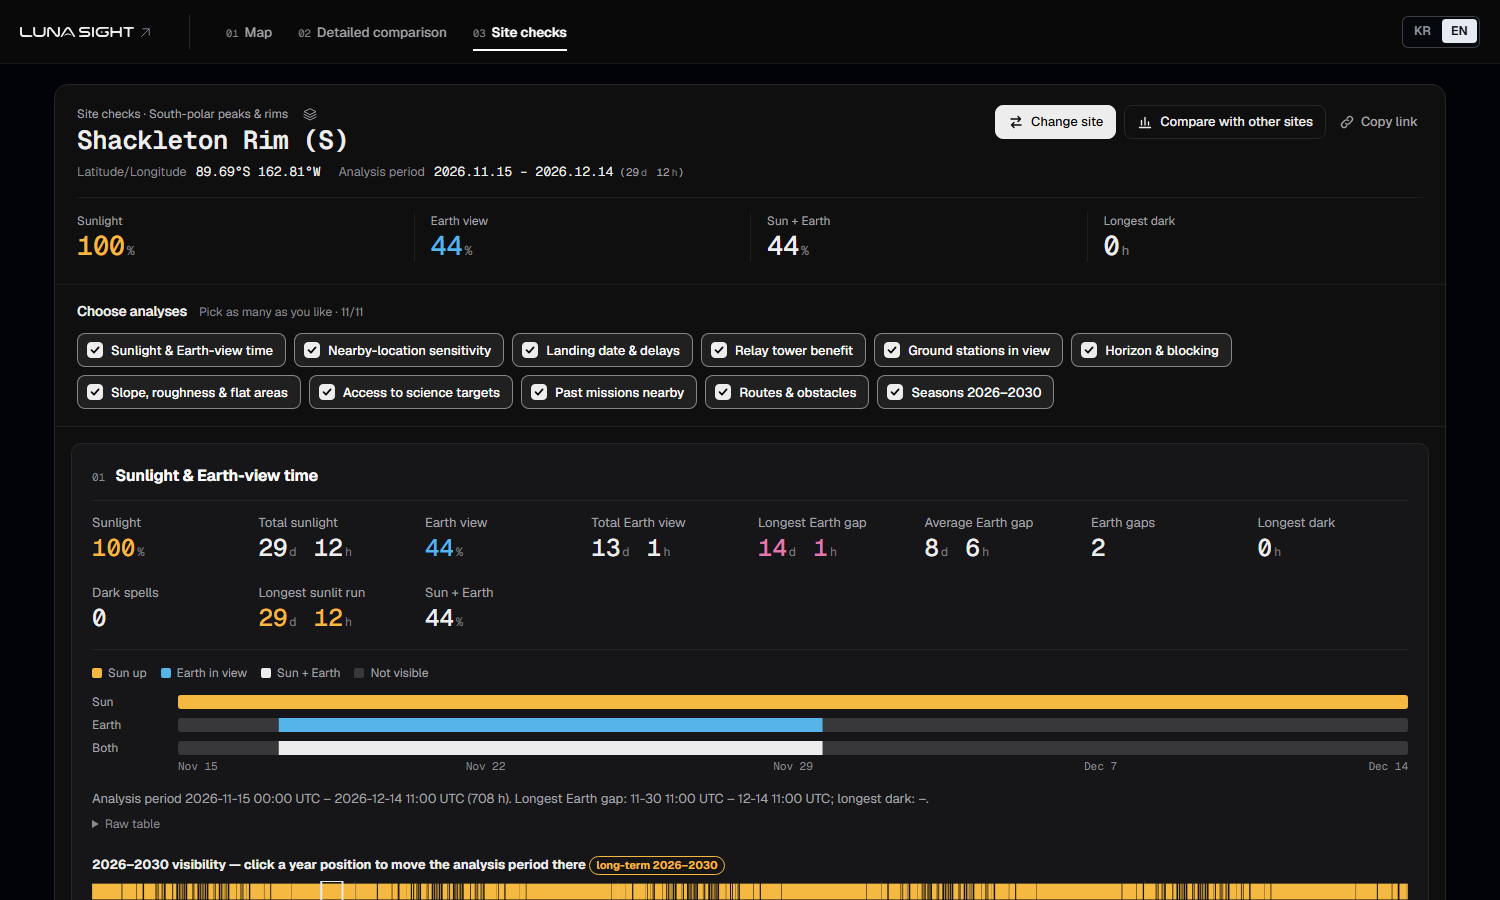 LUNA SIGHT
01 Map 02 Detailed comparison 03 Site checks
KR EN
Site checks · South-polar peaks & rims
Shackleton Rim (S)
Change site Compare with other sites Copy link
Latitude/Longitude 89.69°S 162.81°W Analysis period 2026.11.15 – 2026.12.14 (29d 12h)
Sunlight Earth view Sun + Earth Longest dark
100% 44% 44% 0h
Choose analyses Pick as many as you like · 11/11
Sunlight & Earth-view time Nearby-location sensitivity Landing date & delays Relay tower benefit Ground stations in view Horizon & blocking
Slope, roughness & flat areas Access to science targets Past missions nearby Routes & obstacles Seasons 2026–2030
01 Sunlight & Earth-view time
Sunlight Total sunlight Earth view Total Earth view Longest Earth gap Average Earth gap Earth gaps Longest dark
100% 29d 12h 44% 13d 1h 14d 1h 8d 6h 2 0h
Dark spells Longest sunlit run Sun + Earth
0 29d 12h 44%
Sun up Earth in view Sun + Earth Not visible
Sun
Earth
Both
Nov 15 Nov 22 Nov 29 Dec 7 Dec 14
Analysis period 2026-11-15 00:00 UTC – 2026-12-14 11:00 UTC (708 h). Longest Earth gap: 11-30 11:00 UTC – 12-14 11:00 UTC; longest dark: –.
Raw table
2026–2030 visibility — click a year position to move the analysis period there long-term 2026–2030